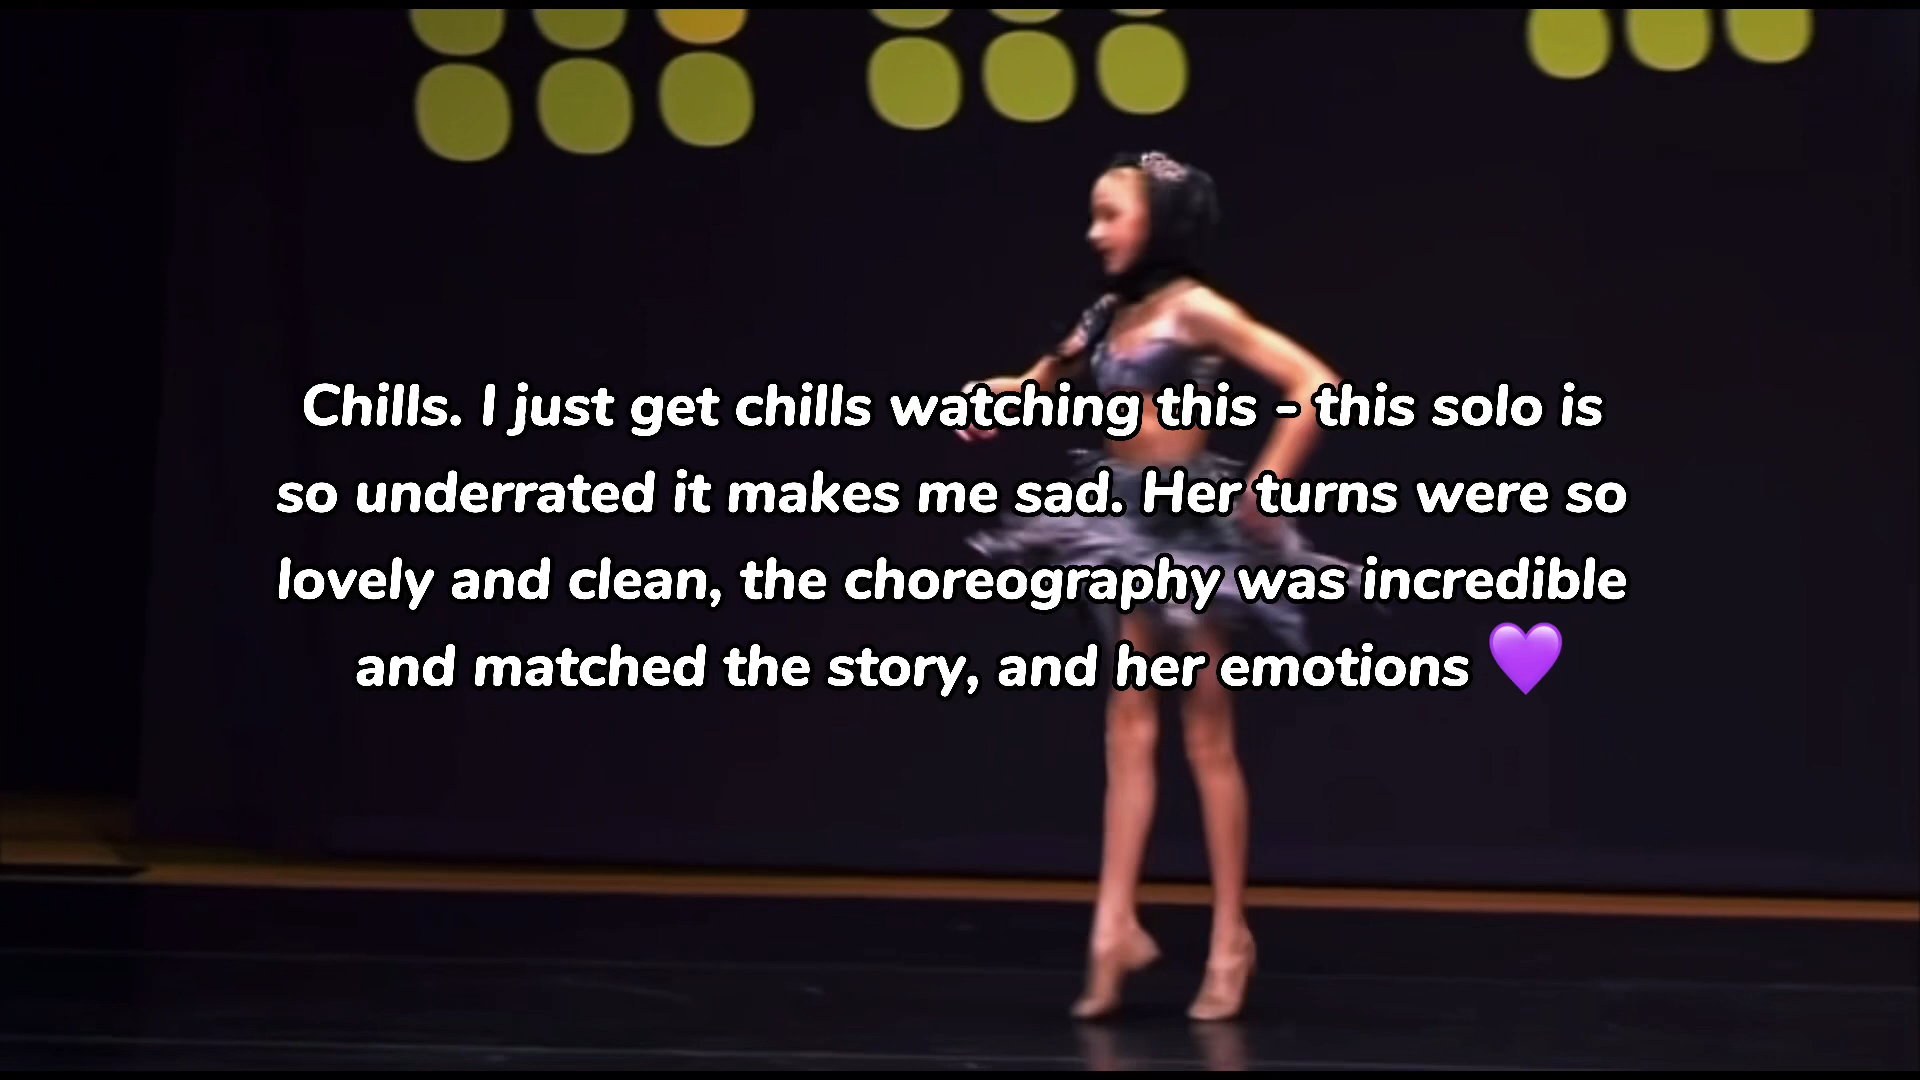 Chills. I just get chills watching this - this solo is
so underrated it makes me sad. Her turns were so
lovely and clean, the choreography was incredible
and matched the story, and her emotions 💜